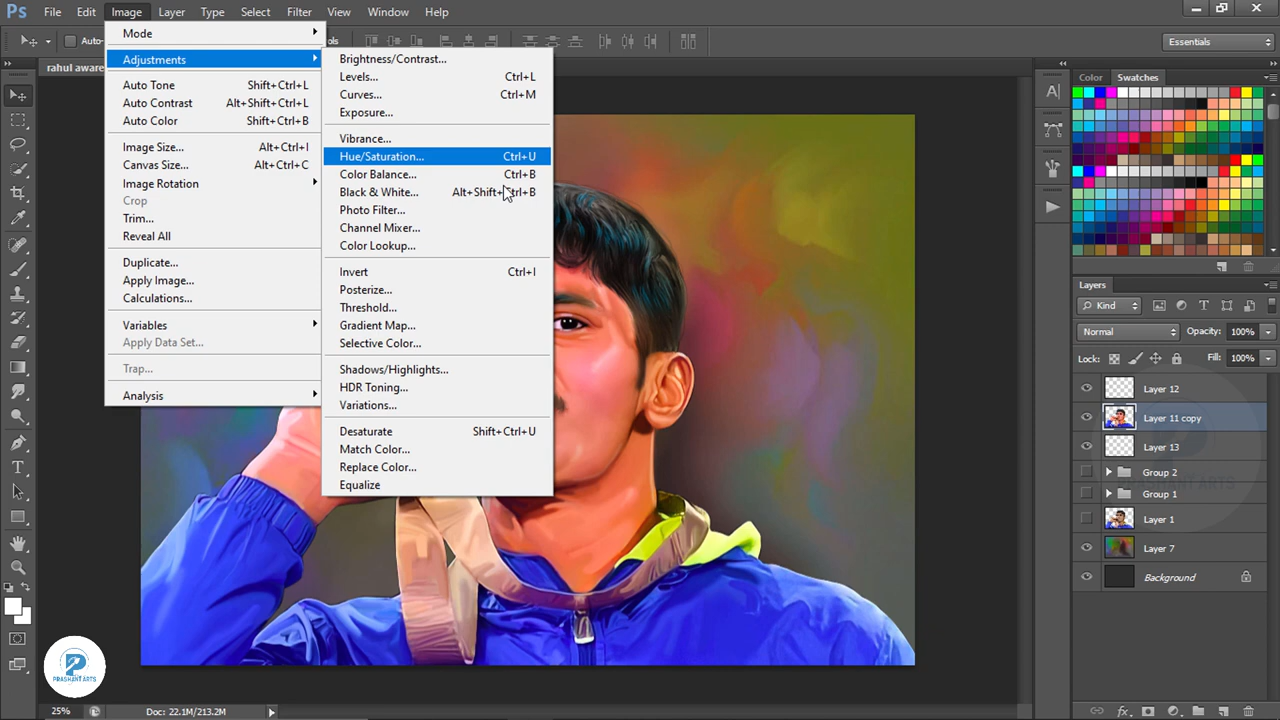 Ps File Edit Image Layer Type Select Filter View Window Help
Auto- ols Essentials
rahul aware
Mode
Adjustments
Auto Tone Shift+Ctrl+L
Auto Contrast Alt+Shift+Ctrl+L
Auto Color Shift+Ctrl+B
Image Size... Alt+Ctrl+I
Canvas Size... Alt+Ctrl+C
Image Rotation
Crop
Trim...
Reveal All
Duplicate...
Apply Image...
Calculations...
Variables
Apply Data Set...
Trap...
Analysis
Brightness/Contrast...
Levels... Ctrl+L
Curves... Ctrl+M
Exposure...
Vibrance...
Hue/Saturation... Ctrl+U
Color Balance... Ctrl+B
Black & White... Alt+Shift+Ctrl+B
Photo Filter...
Channel Mixer...
Color Lookup...
Invert Ctrl+I
Posterize...
Threshold...
Gradient Map...
Selective Color...
Shadows/Highlights...
HDR Toning...
Variations...
Desaturate Shift+Ctrl+U
Match Color...
Replace Color...
Equalize
Color Swatches
Layers
Kind
Normal Opacity: 100%
Lock: Fill: 100%
Layer 12
Layer 11 copy
Layer 13
Group 2
Group 1
Layer 1
Layer 7
Background
PRASHANT ARTS
25% Doc: 22.1M/213.2M